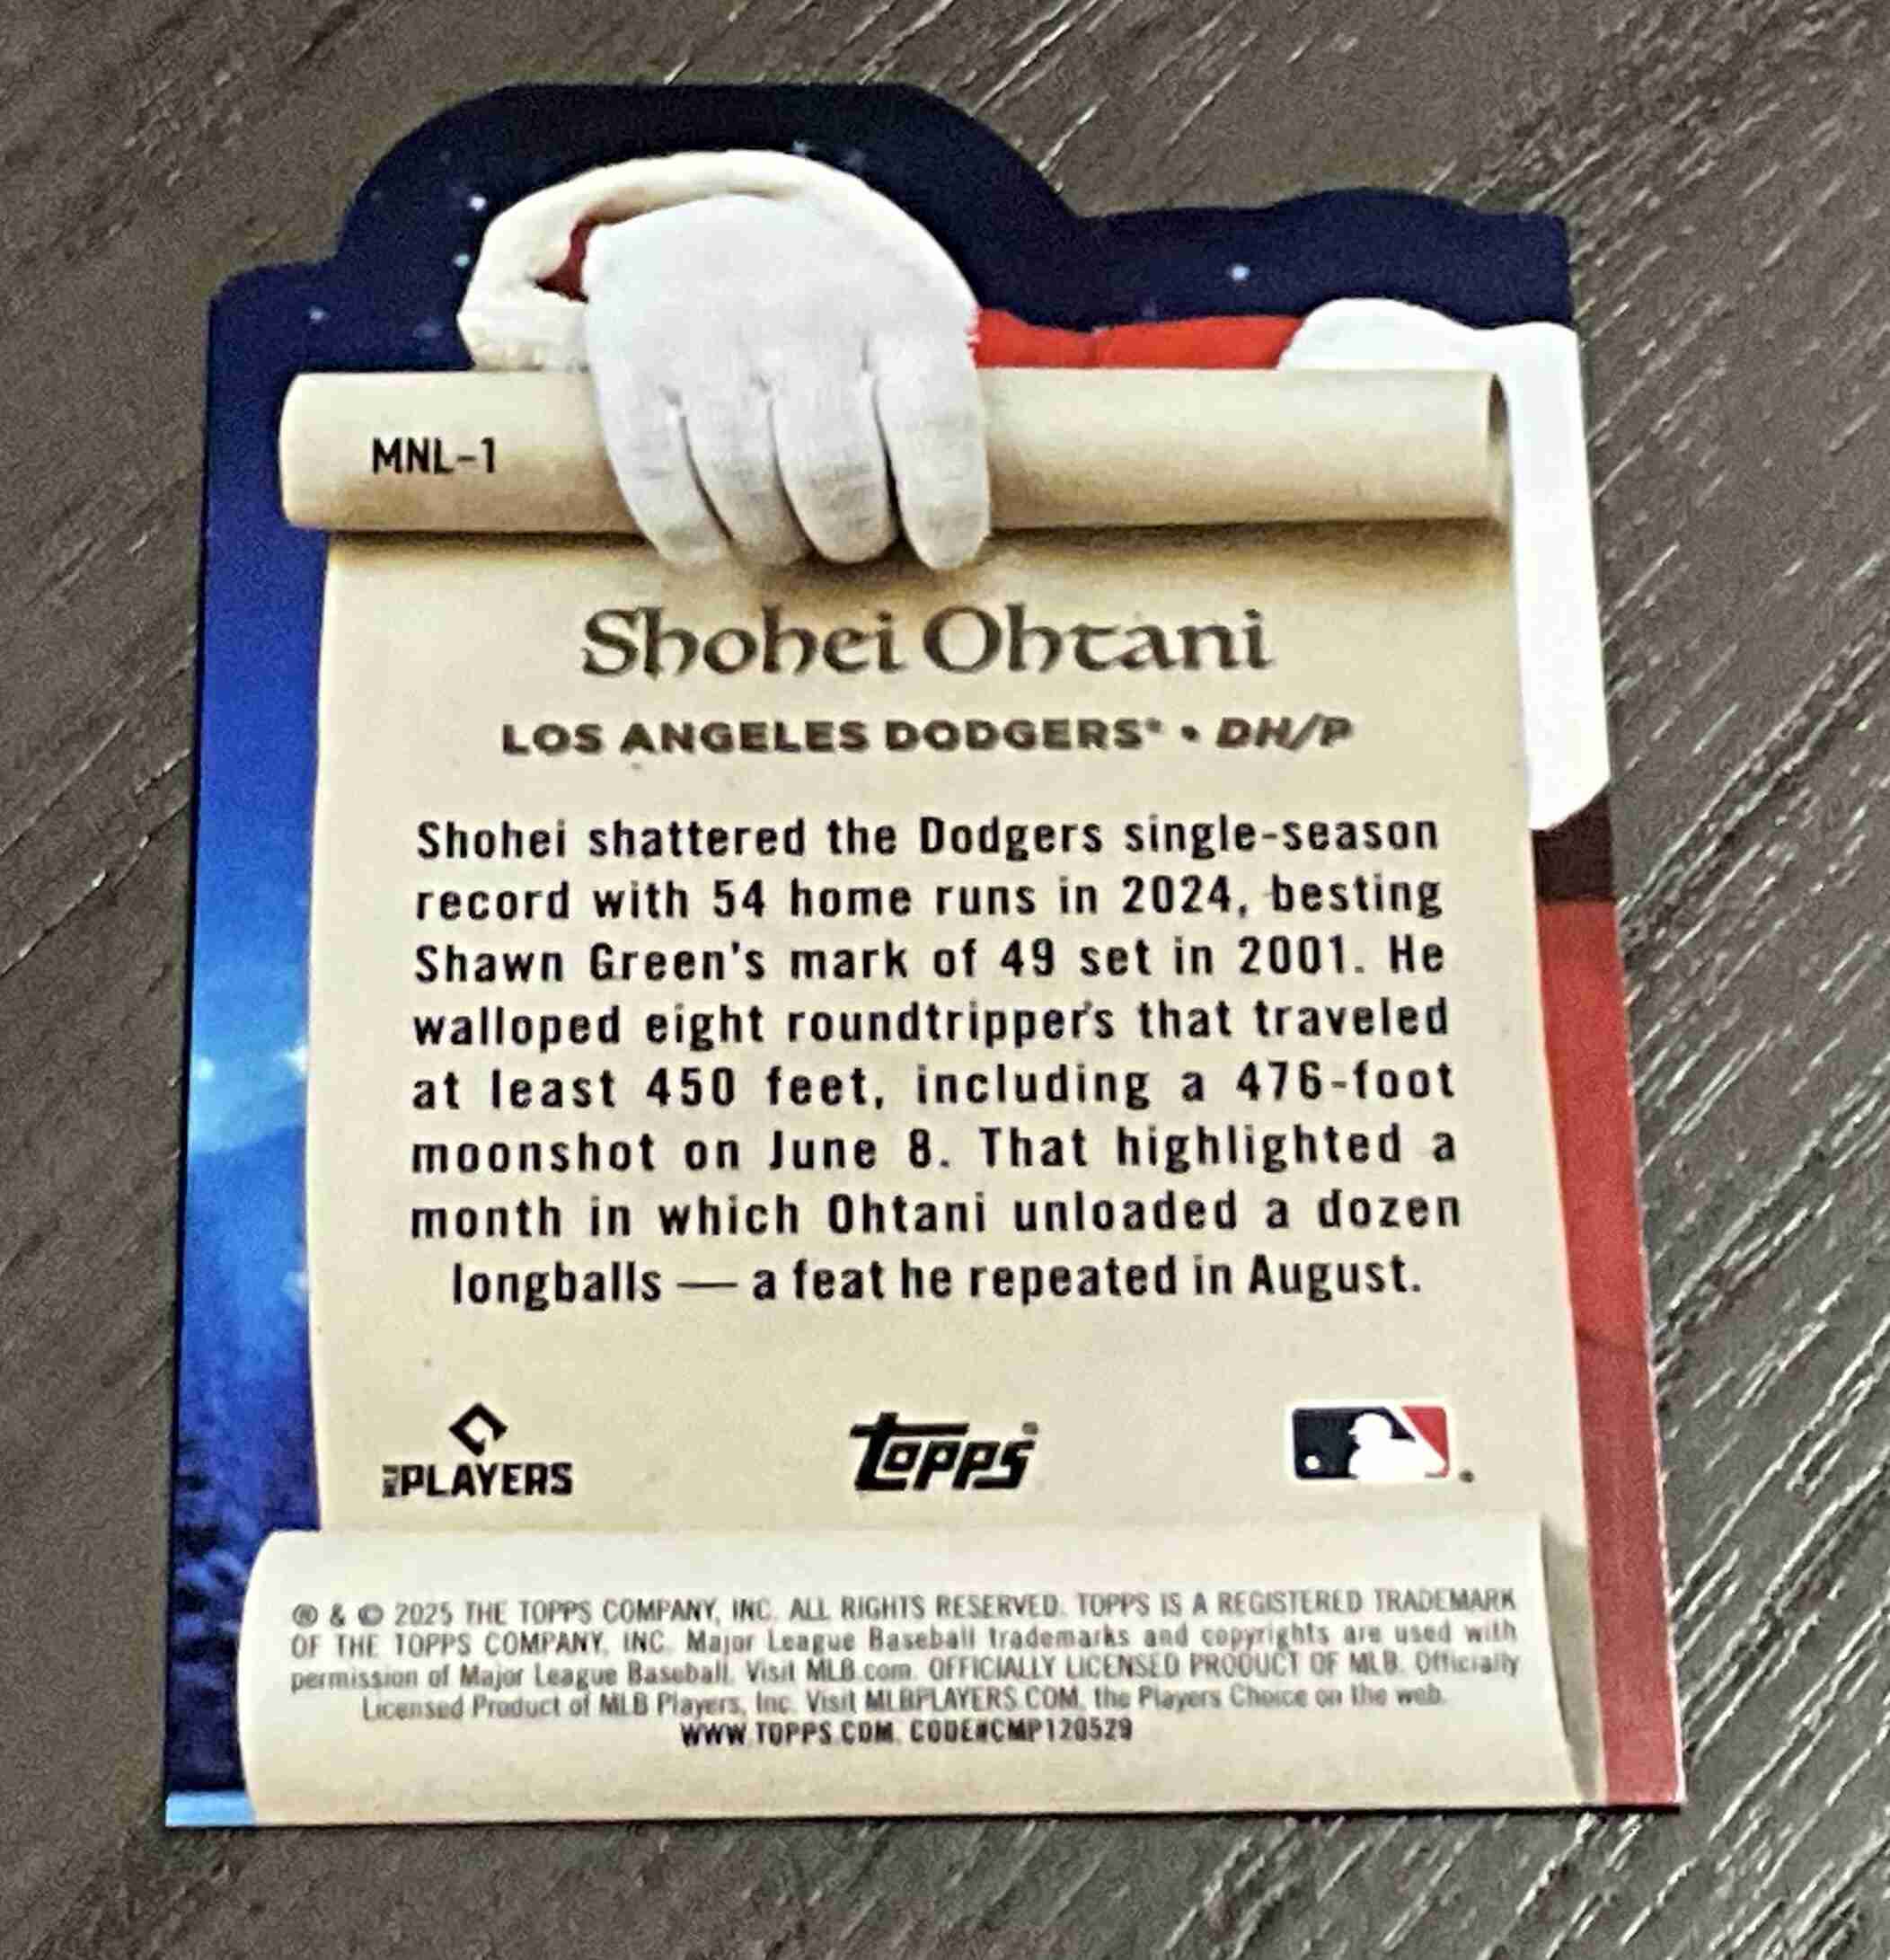 MNL-1
Shohei Ohtani
LOS ANGELES DODGERS® • DH/P
Shohei shattered the Dodgers single-season
record with 54 home runs in 2024, besting
Shawn Green's mark of 49 set in 2001. He
walloped eight roundtrippers that traveled
at least 450 feet, including a 476-foot
moonshot on June 8. That highlighted a
month in which Ohtani unloaded a dozen
longballs — a feat he repeated in August.
PLAYERS
topps®
® & © 2025 THE TOPPS COMPANY, INC. ALL RIGHTS RESERVED. TOPPS IS A REGISTERED TRADEMARK
OF THE TOPPS COMPANY, INC. Major League Baseball trademarks and copyrights are used with
permission of Major League Baseball. Visit MLB.com. OFFICIALLY LICENSED PRODUCT OF MLB. Officially
Licensed Product of MLB Players, Inc. Visit MLBPLAYERS.COM, the Players Choice on the web.
WWW.TOPPS.COM. CODE#CMP120529